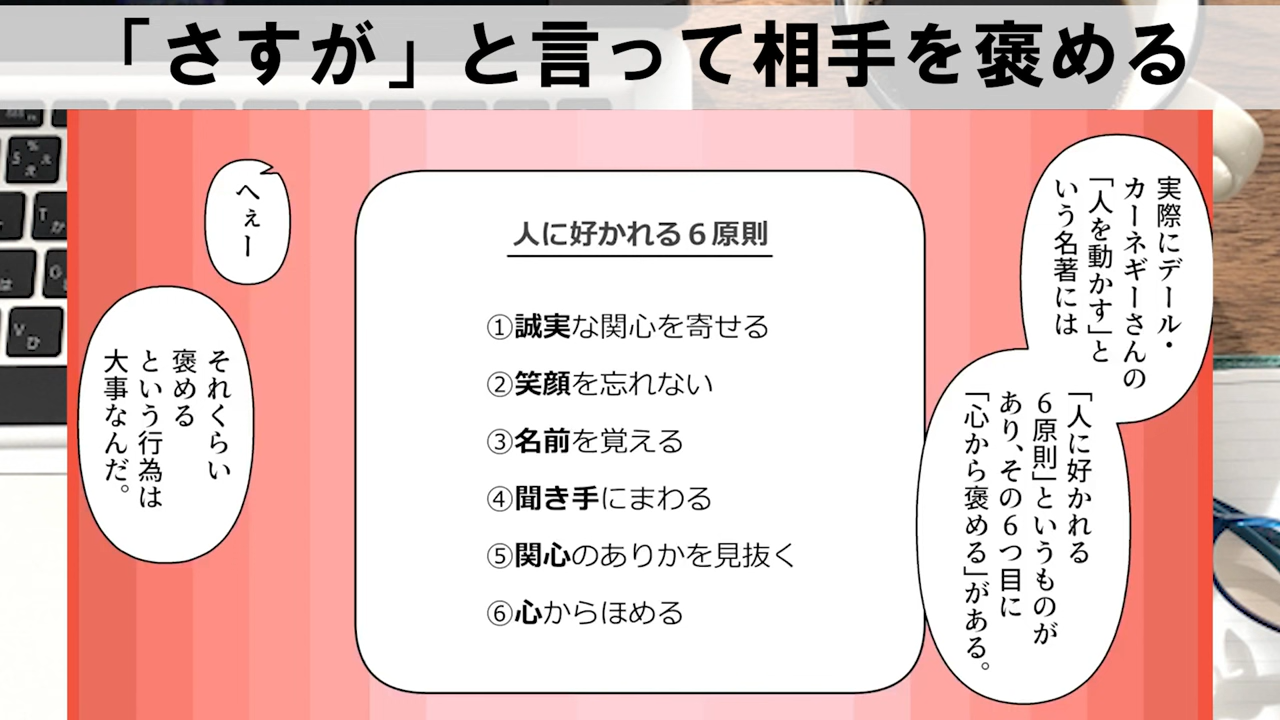 「さすが」と言って相手を褒める
実際にデール・
カーネギーさんの
「人を動かす」と
いう名著には
「人に好かれる
６原則」というものが
あり、その６つ目に
「心から褒める」がある。
人に好かれる６原則
①誠実な関心を寄せる
②笑顔を忘れない
③名前を覚える
④聞き手にまわる
⑤関心のありかを見抜く
⑥心からほめる
へぇー
それくらい
褒める
という行為は
大事なんだ。